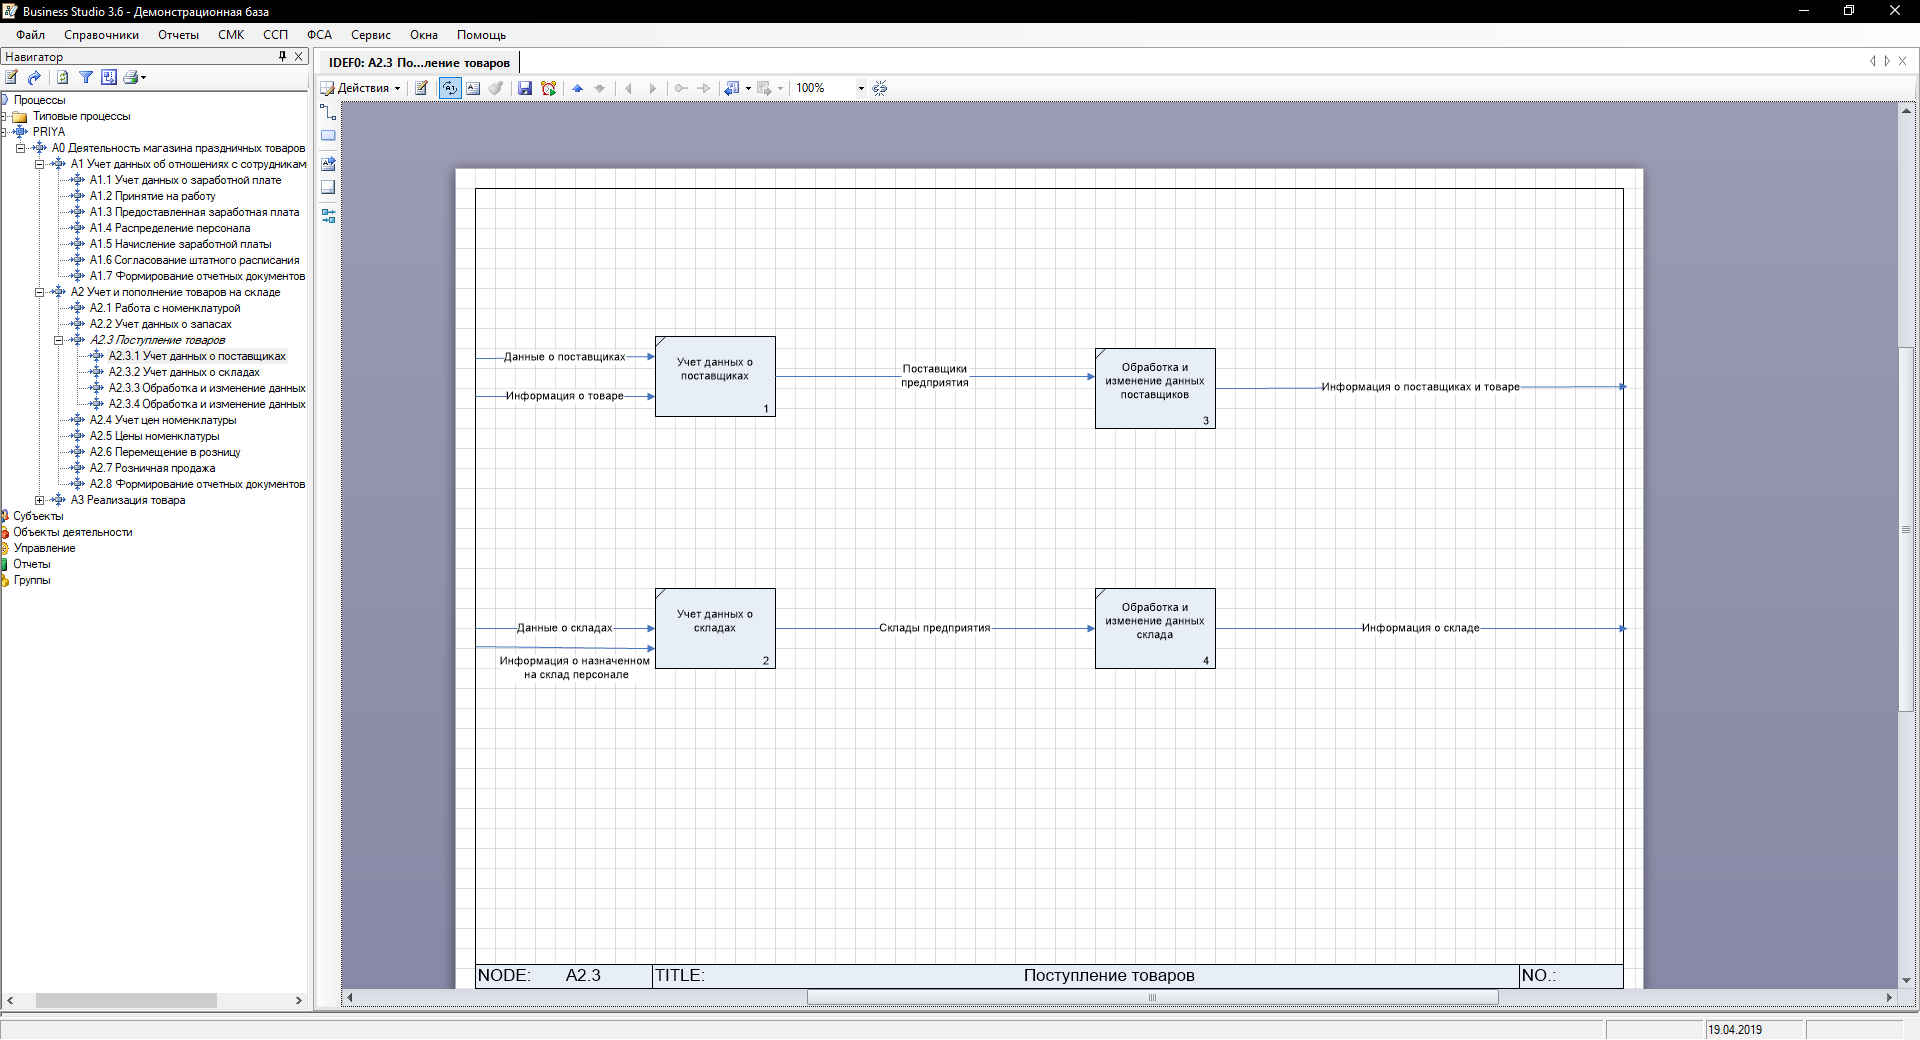 Business Studio 3.6 - Демонстрационная база
Файл Справочники Отчеты СМК ССП ФСА Сервис Окна Помощь
Навигатор
IDEF0: A2.3 По...ление товаров
Действия
100%
Процессы
Типовые процессы
PRIYA
A0 Деятельность магазина праздничных товаров
A1 Учет данных об отношениях с сотрудникам
A1.1 Учет данных о заработной плате
A1.2 Принятие на работу
A1.3 Предоставленная заработная плата
A1.4 Распределение персонала
A1.5 Начисление заработной платы
A1.6 Согласование штатного расписания
A1.7 Формирование отчетных документов
A2 Учет и пополнение товаров на складе
A2.1 Работа с номенклатурой
A2.2 Учет данных о запасах
A2.3 Поступление товаров
A2.3.1 Учет данных о поставщиках
A2.3.2 Учет данных о складах
A2.3.3 Обработка и изменение данных
A2.3.4 Обработка и изменение данных
A2.4 Учет цен номенклатуры
A2.5 Цены номенклатуры
A2.6 Перемещение в розницу
A2.7 Розничная продажа
A2.8 Формирование отчетных документов
A3 Реализация товара
Субъекты
Объекты деятельности
Управление
Отчеты
Группы
Данные о поставщиках
Информация о товаре
Учет данных о
поставщиках
1
Поставщики
предприятия
Обработка и
изменение данных
поставщиков
3
Информация о поставщиках и товаре
Данные о складах
Информация о назначенном
на склад персонале
Учет данных о
складах
2
Склады предприятия
Обработка и
изменение данных
склада
4
Информация о складе
NODE: A2.3 TITLE: Поступление товаров NO.:
19.04.2019